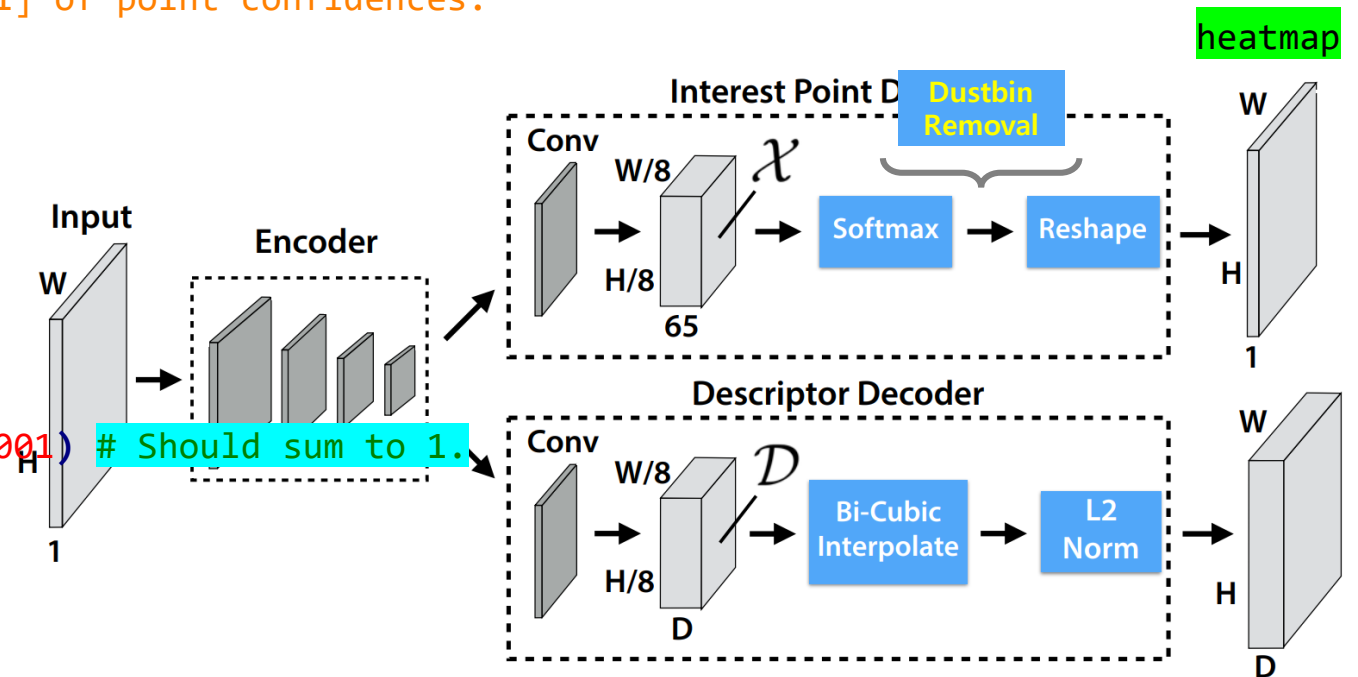 1] of point confidences.
heatmap
Interest Point D
Dustbin
Removal
W
Conv
W/8
𝒳
Input
Encoder
Softmax
Reshape
W
H/8
H
65
1
Descriptor Decoder
W
001) # Should sum to 1.
H
Conv
W/8
𝒟
Bi-Cubic
Interpolate
L2
Norm
1
H/8
H
D
D